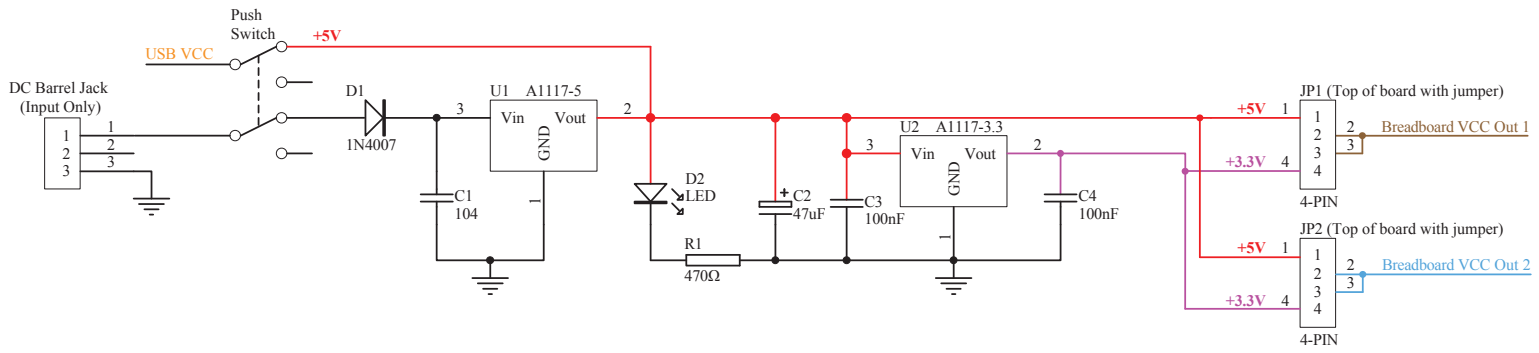 Push
Switch
USB VCC
+5V
DC Barrel Jack
(Input Only)
1
2
3
1
2
3
D1
1N4007
C1
104
U1 A1117-5
3 Vin Vout 2
GND
1
D2
LED
R1
470Ω
C2
+
47uF
C3
100nF
U2 A1117-3.3
3 Vin Vout 2
GND
1
C4
100nF
JP1 (Top of board with jumper)
+5V 1
+3.3V 4
1
2
3
4
2
3
Breadboard VCC Out 1
4-PIN
JP2 (Top of board with jumper)
+5V 1
+3.3V 4
1
2
3
4
2
3
Breadboard VCC Out 2
4-PIN